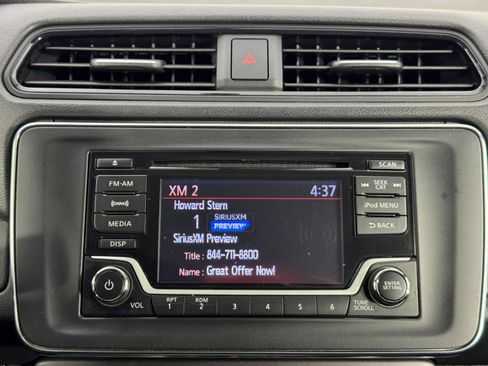 SCAN
FM-AM
XM 2
4:37
SEEK
CAT
Howard Stern
((XM))
1
SIRIUSXM
PREVIEW
iPod MENU
MEDIA
BACK
SiriusXM Preview
DISP
Title : 844-711-8800
Name : Great Offer Now!
ENTER
SETTING
VOL
RPT
1
RDM
2
3
4
5
6
TUNE
SCROLL